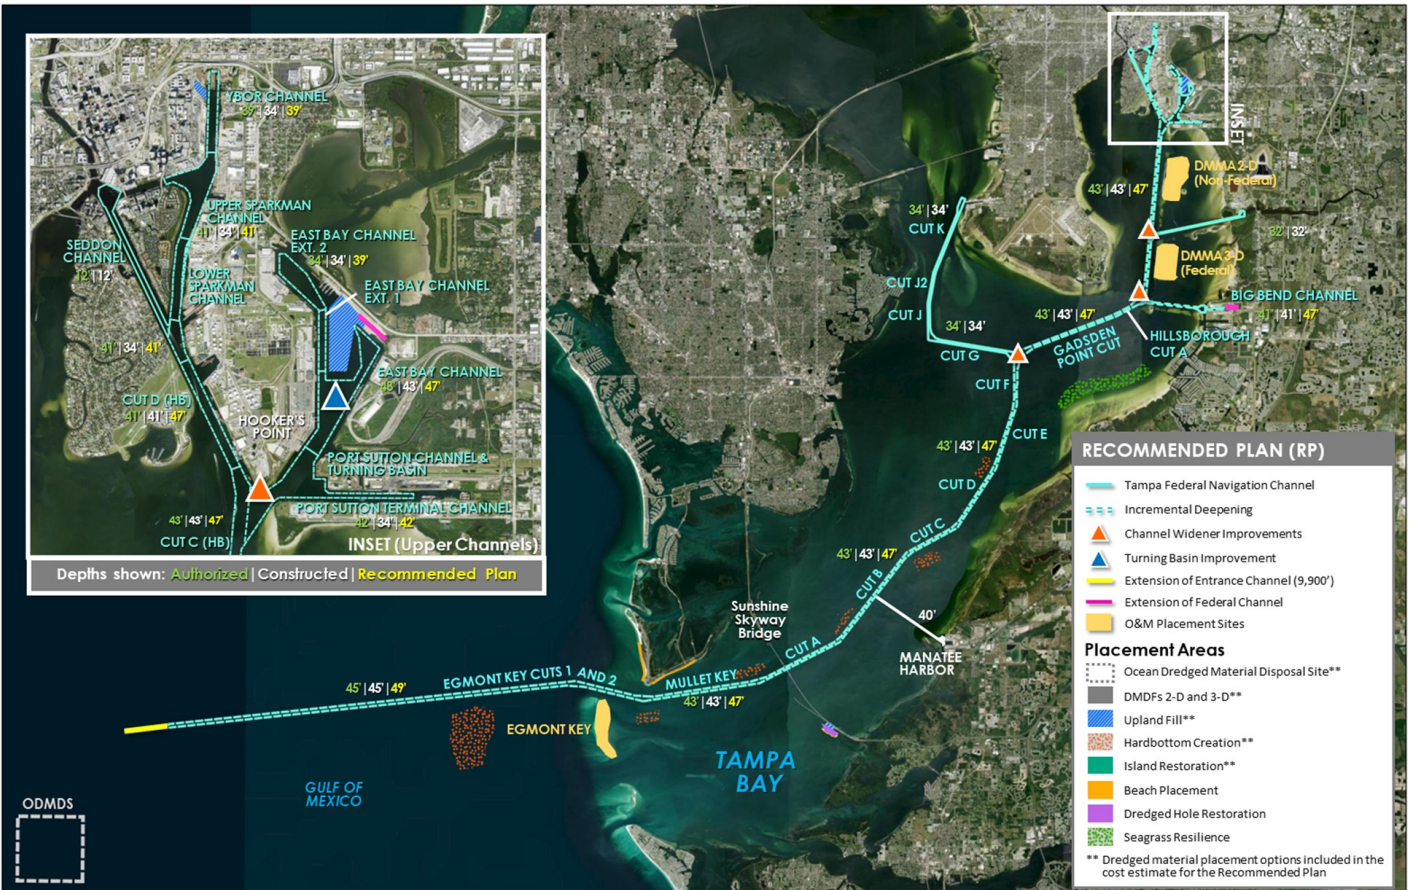 YBOR CHANNEL
39'|34'|39'
UPPER SPARKMAN
CHANNEL
41'|34'|41'
SEDDON
CHANNEL
12'|12'
LOWER
SPARKMAN
CHANNEL
EAST BAY CHANNEL
EXT. 2
34'|34'|39'
EAST BAY CHANNEL
EXT. 1
41'|34'|41'
EAST BAY CHANNEL
43'|47'
CUT D (HB)
41'|41'|47'
HOOKER'S
POINT
PORT SUTTON CHANNEL &
TURNING BASIN
PORT SUTTON TERMINAL CHANNEL
42'|34'|42'
43'|43'|47'
CUT C (HB)
INSET (Upper Channels)
Depths shown: Authorized|Constructed|Recommended Plan
INSET
DMMA 2-D
(Non-Federal)
43'|43'|47'
32'|32'
DMMA 3-D
(Federal)
BIG BEND CHANNEL
41'|41'|47'
HILLSBOROUGH
CUT A
34'|34'
CUT K
CUT J2
CUT J
34'|34'
CUT G
43'|43'|47'
GADSDEN
POINT CUT
CUT F
CUT E
43'|43'|47'
CUT D
CUT C
43'|43'|47'
CUT B
40'
MANATEE
HARBOR
Sunshine
Skyway
Bridge
CUT A
MULLET KEY
43'|43'|47'
EGMONT KEY CUTS 1 AND 2
45'|45'|49'
EGMONT KEY
TAMPA
BAY
GULF OF
MEXICO
ODMDS
RECOMMENDED PLAN (RP)
Tampa Federal Navigation Channel
Incremental Deepening
Channel Widener Improvements
Turning Basin Improvement
Extension of Entrance Channel (9,900')
Extension of Federal Channel
O&M Placement Sites
Placement Areas
Ocean Dredged Material Disposal Site**
DMDFs 2-D and 3-D**
Upland Fill**
Hardbottom Creation**
Island Restoration**
Beach Placement
Dredged Hole Restoration
Seagrass Resilience
** Dredged material placement options included in the
cost estimate for the Recommended Plan